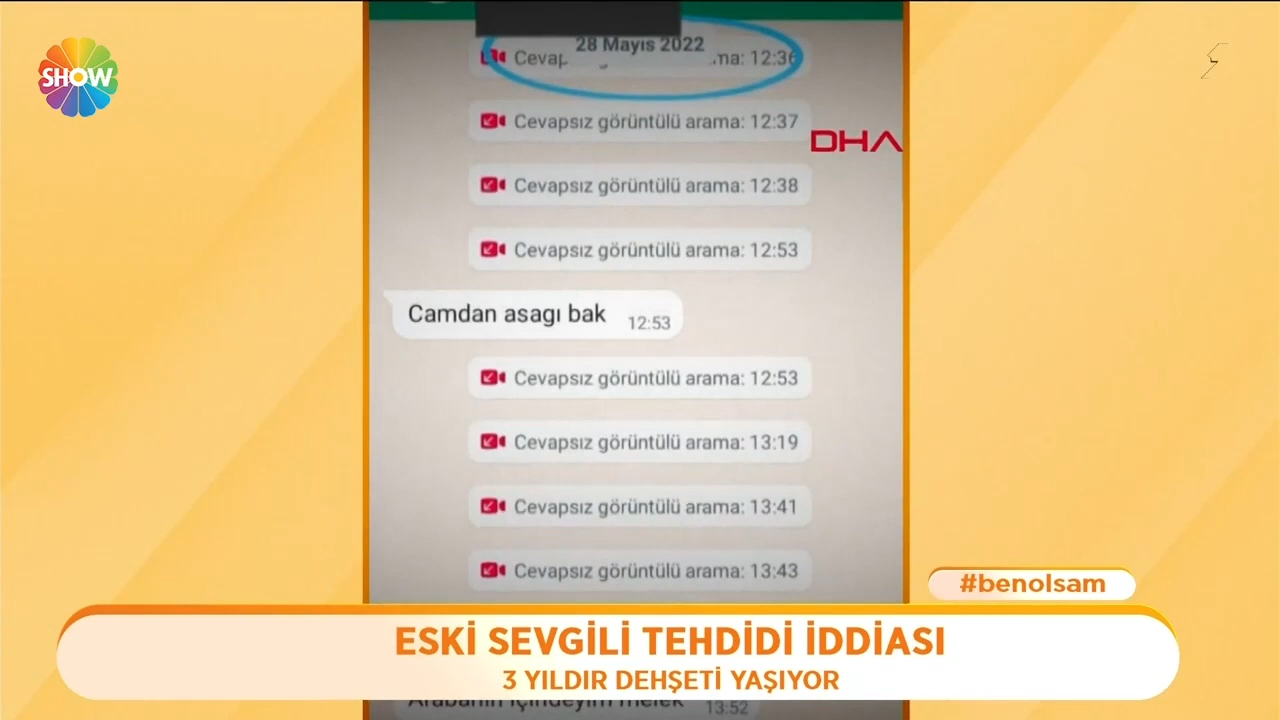 28 Mayıs 2022
SHOW
Cevapsız görüntülü arama: 12:37
DHA
Cevapsız görüntülü arama: 12:38
Cevapsız görüntülü arama: 12:53
Camdan asagı bak 12:53
Cevapsız görüntülü arama: 12:53
Cevapsız görüntülü arama: 13:19
Cevapsız görüntülü arama: 13:41
Cevapsız görüntülü arama: 13:43
#benolsam
ESKİ SEVGİLİ TEHDİDİ İDDİASI
3 YILDIR DEHŞETİ YAŞIYOR
Arabanın içindeyim melek 13:52